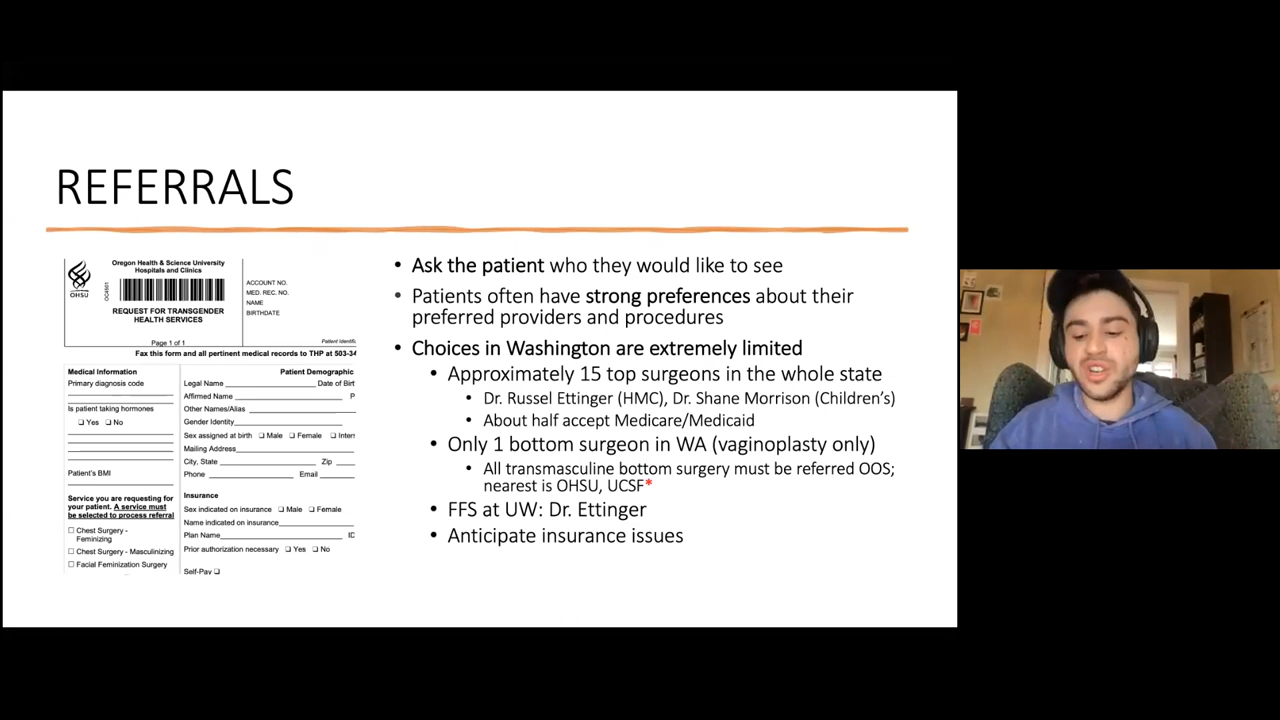 REFERRALS
Oregon Health & Science University
Hospitals and Clinics
OHSU
REQUEST FOR TRANSGENDER
HEALTH SERVICES
Page 1 of 1
ACCOUNT NO.
MED. REC. NO.
NAME
BIRTHDATE
Patient Identifi
Fax this form and all pertinent medical records to THP at 503-34
Medical Information
Primary diagnosis code
Is patient taking hormones
☐ Yes ☐ No
Patient's BMI
Service you are requesting for
your patient. A service must
be selected to process referral
☐ Chest Surgery -
Feminizing
☐ Chest Surgery - Masculinizing
☐ Facial Feminization Surgery
Patient Demographic
Legal Name Date of Birt
Affirmed Name P
Other Names/Alias
Gender Identity
Sex assigned at birth ☐ Male ☐ Female ☐ Inter
Mailing Address
City, State Zip
Phone Email
Insurance
Sex indicated on insurance ☐ Male ☐ Female
Name indicated on insurance
Plan Name ID
Prior authorization necessary ☐ Yes ☐ No
Self-Pay ☐
• Ask the patient who they would like to see
• Patients often have strong preferences about their
preferred providers and procedures
• Choices in Washington are extremely limited
• Approximately 15 top surgeons in the whole state
• Dr. Russel Ettinger (HMC), Dr. Shane Morrison (Children's)
• About half accept Medicare/Medicaid
• Only 1 bottom surgeon in WA (vaginoplasty only)
• All transmasculine bottom surgery must be referred OOS;
nearest is OHSU, UCSF*
• FFS at UW: Dr. Ettinger
• Anticipate insurance issues